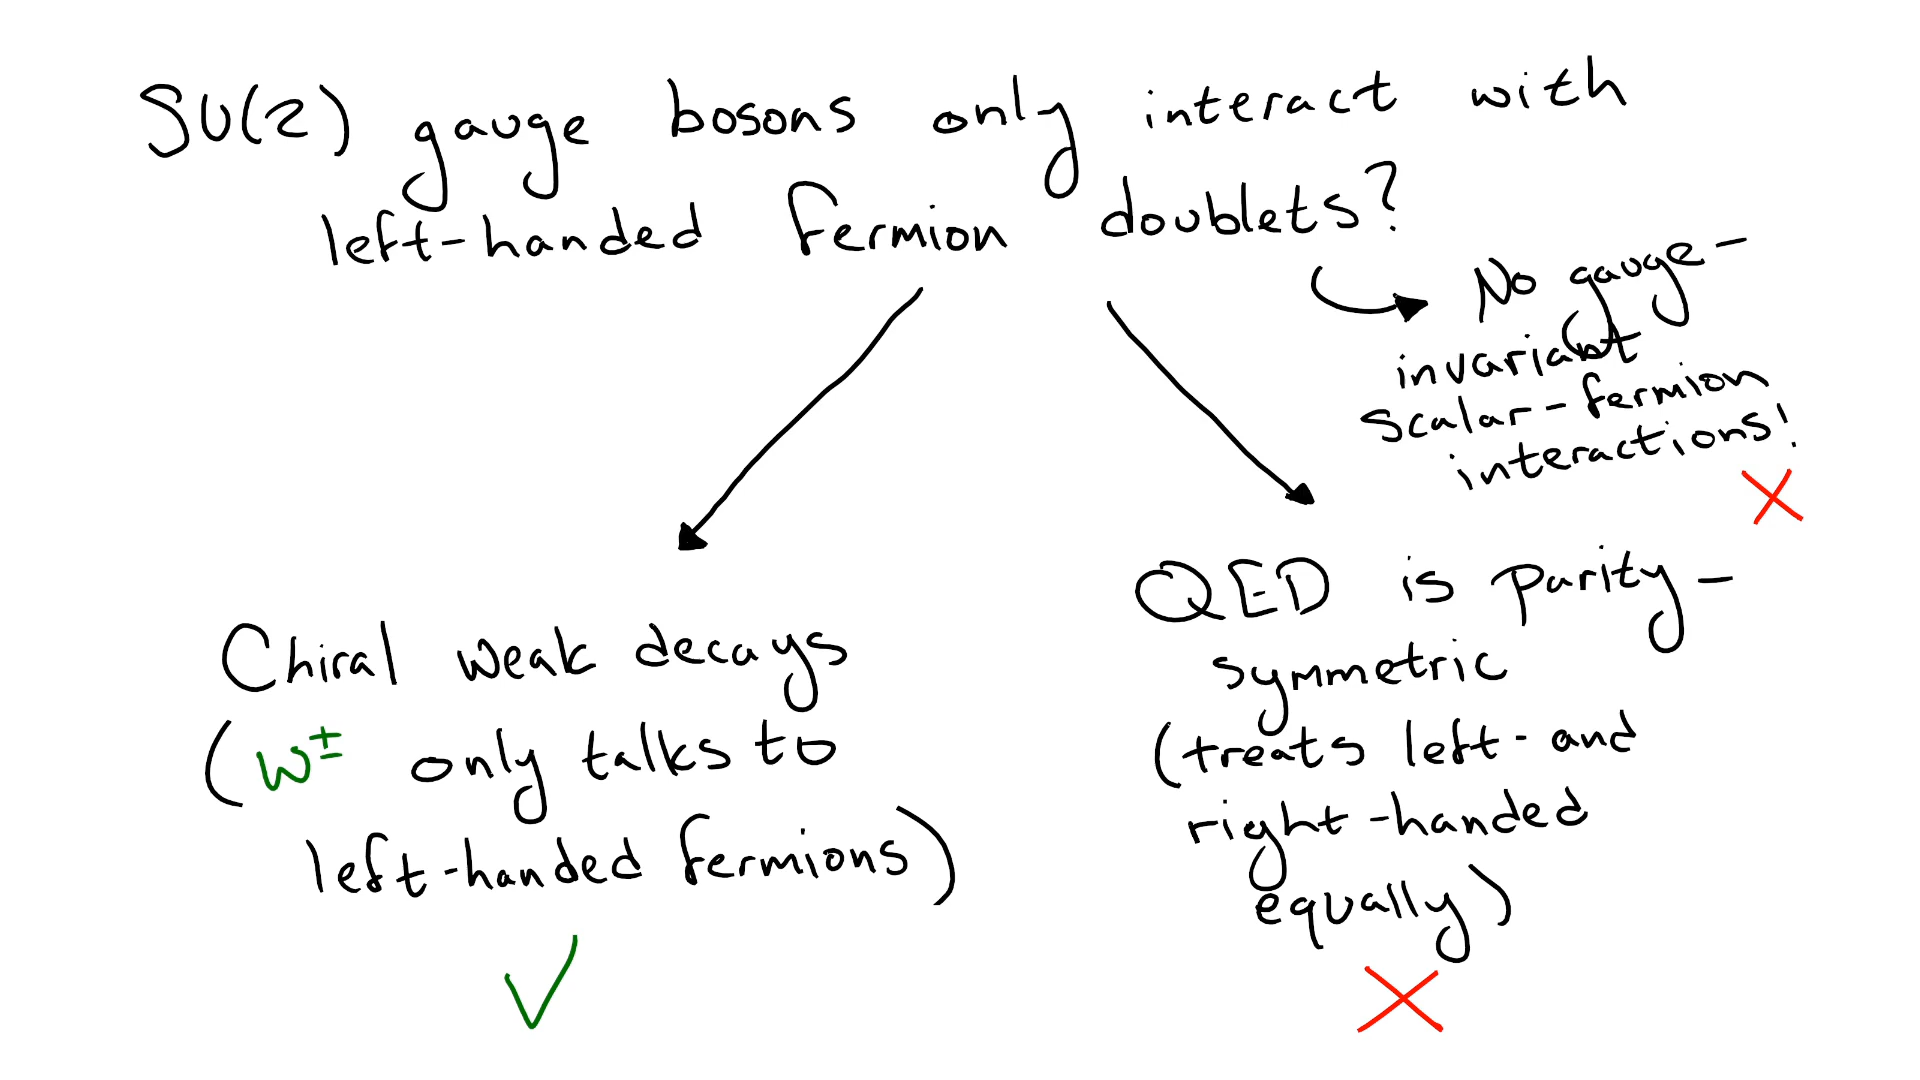 SU(2) gauge bosons only interact with
left-handed fermion doublets?
No gauge-
invariant
scalar-fermion
interactions!
Chiral weak decays
(W± only talks to
left-handed fermions)
QED is parity-
symmetric
(treats left- and
right-handed
equally)